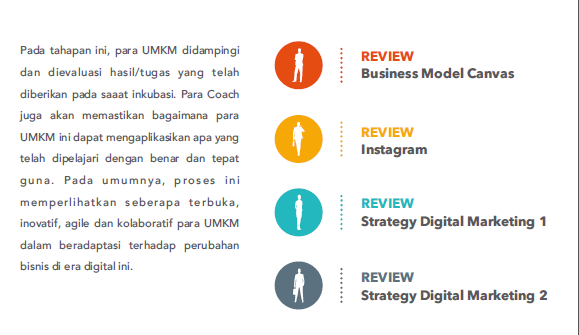 Pada tahapan ini, para UMKM didampingi
dan dievaluasi hasil/tugas yang telah
diberikan pada saaat inkubasi. Para Coach
juga akan memastikan bagaimana para
UMKM ini dapat mengaplikasikan apa yang
telah dipelajari dengan benar dan tepat
guna. Pada umumnya, proses ini
memperlihatkan seberapa terbuka,
inovatif, agile dan kolaboratif para UMKM
dalam beradaptasi terhadap perubahan
bisnis di era digital ini.
REVIEW
Business Model Canvas
REVIEW
Instagram
REVIEW
Strategy Digital Marketing 1
REVIEW
Strategy Digital Marketing 2